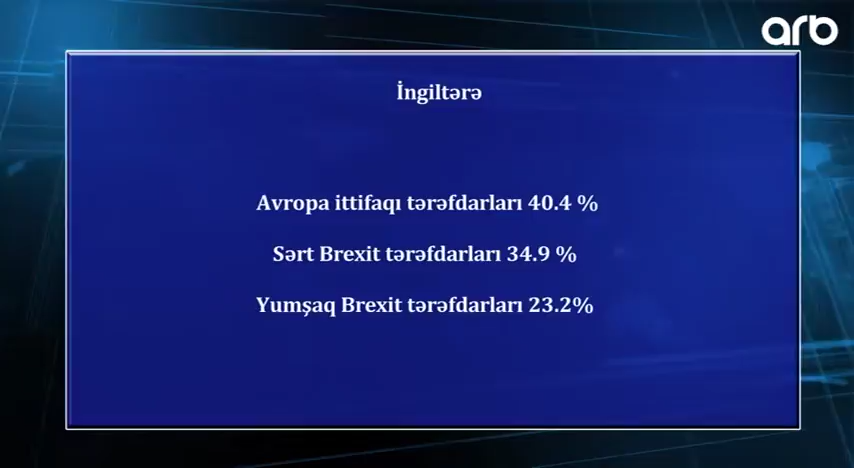 arb
İngiltərə
Avropa ittifaqı tərəfdarları 40.4 %
Sərt Brexit tərəfdarları 34.9 %
Yumşaq Brexit tərəfdarları 23.2%